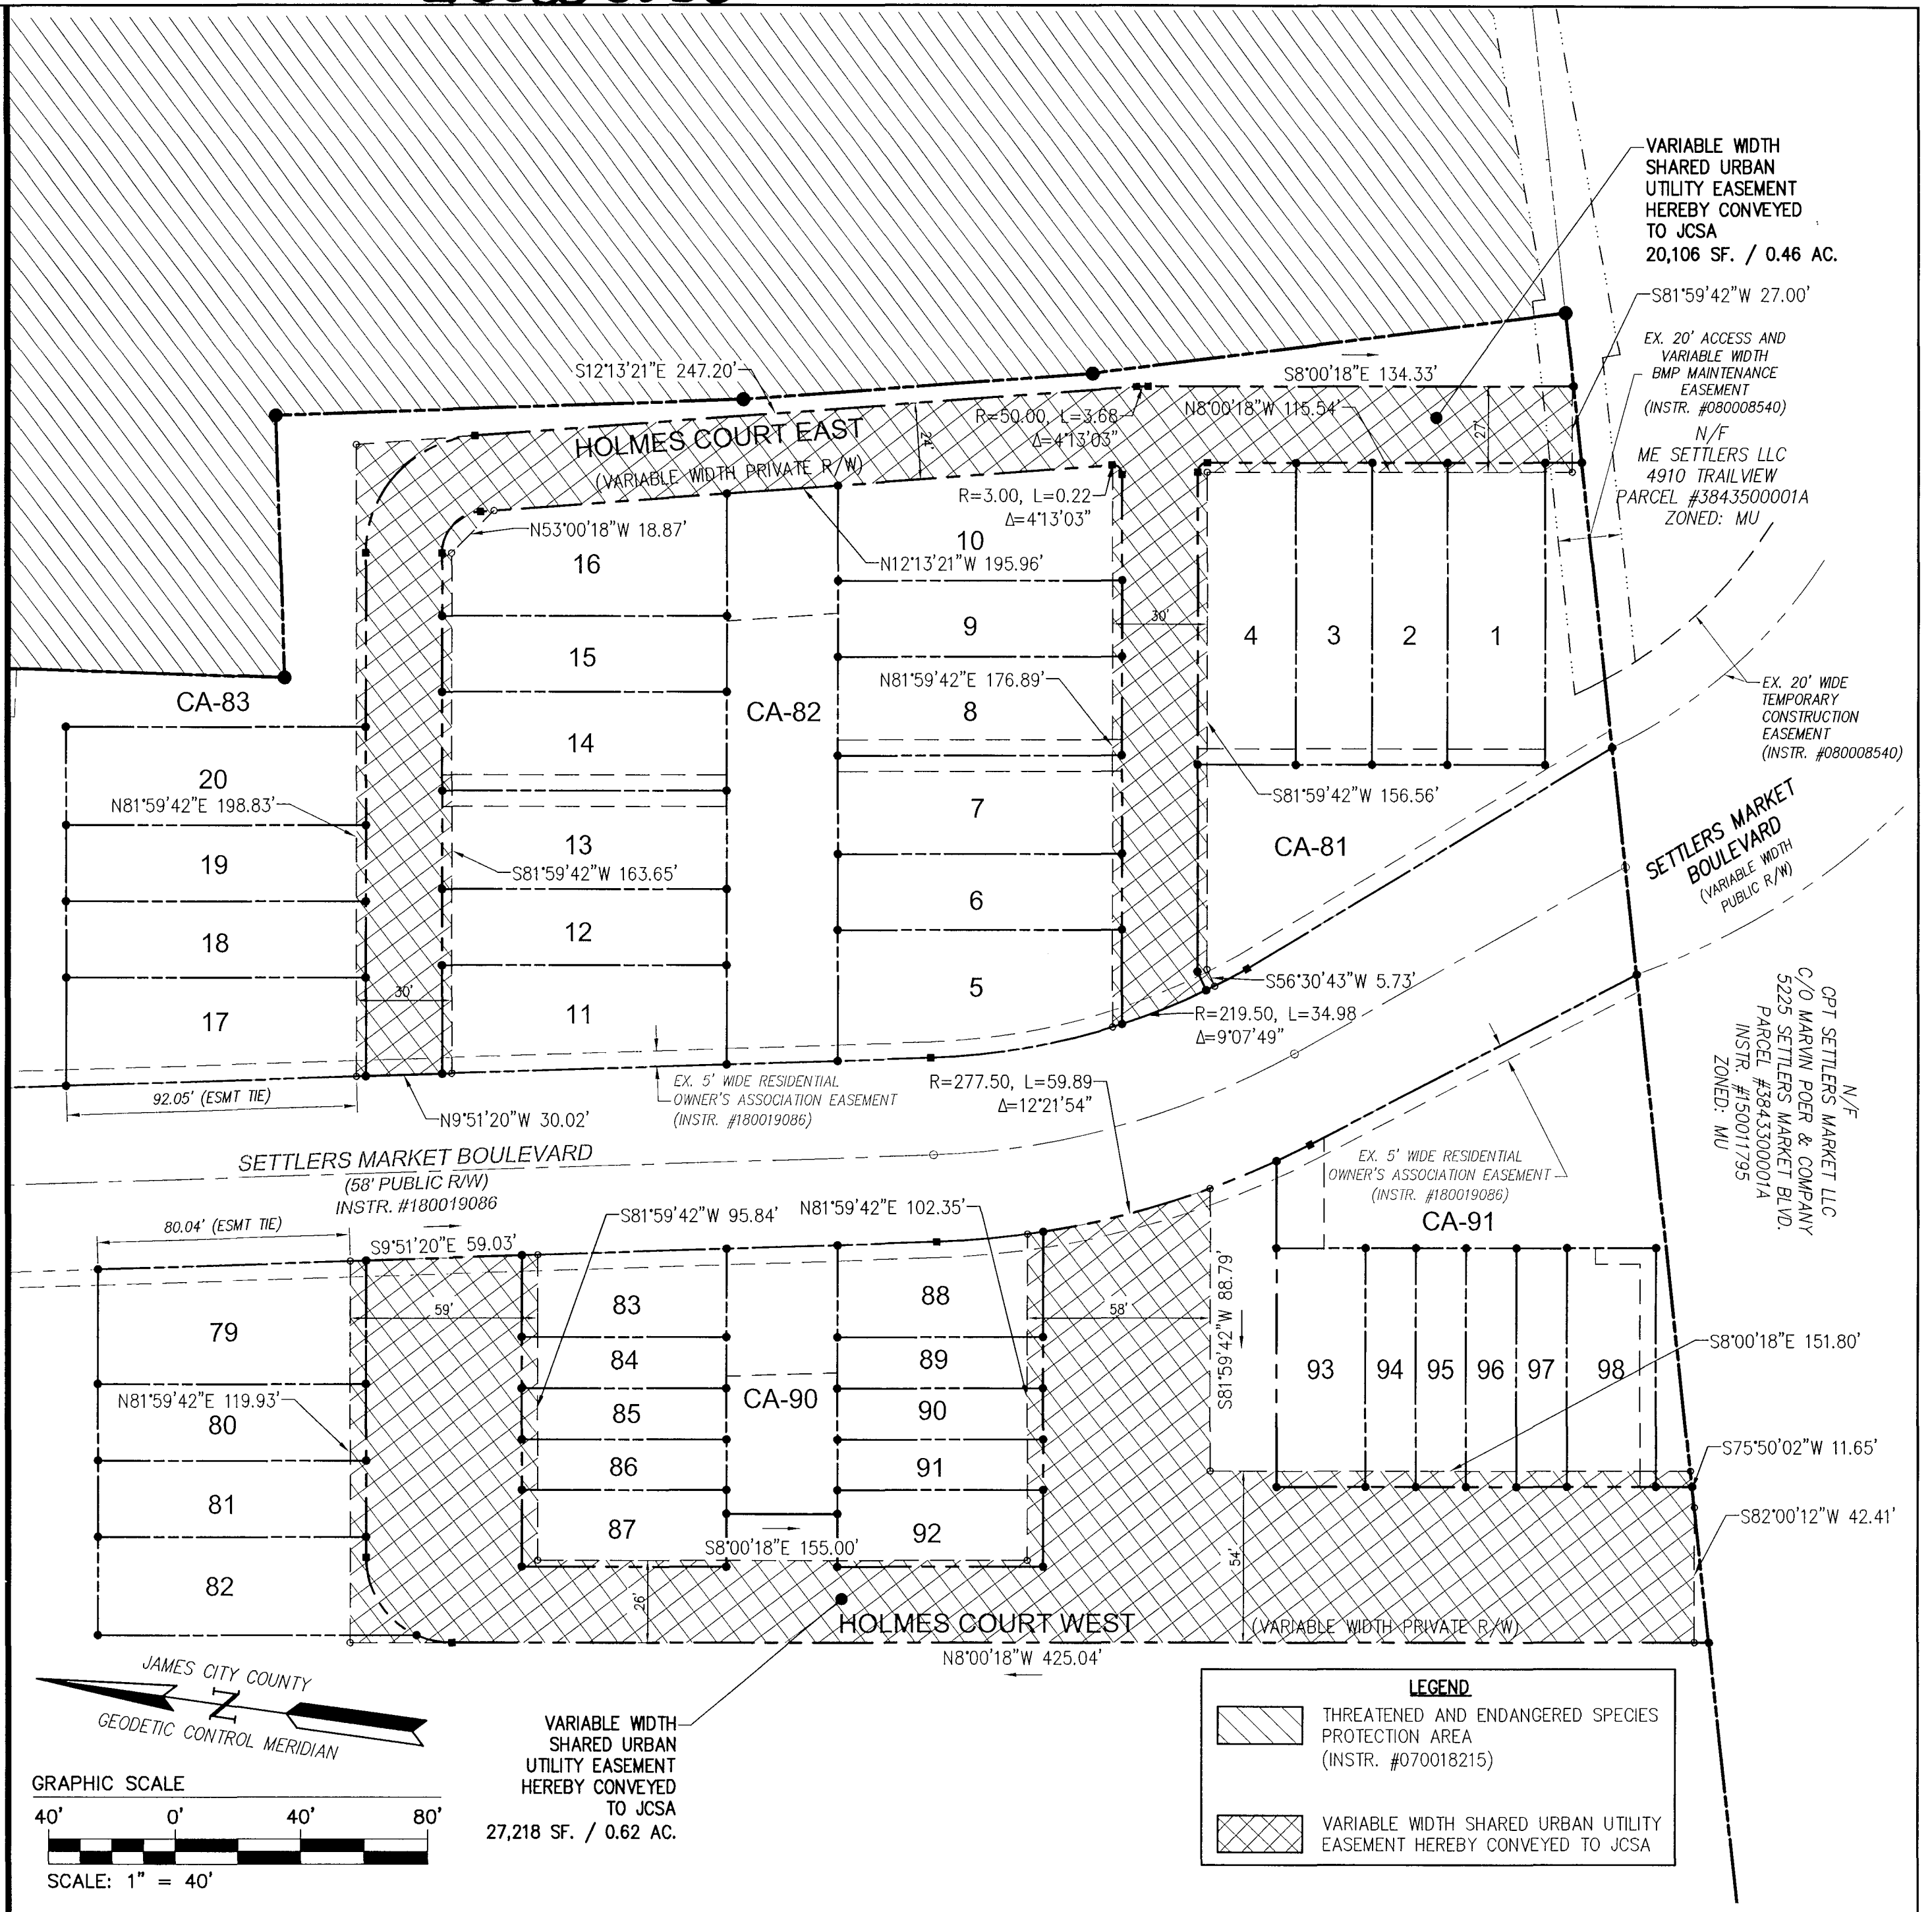 VARIABLE WIDTH
SHARED URBAN
UTILITY EASEMENT
HEREBY CONVEYED
TO JCSA
20,106 SF. / 0.46 AC.
S81°59'42"W 27.00'
EX. 20' ACCESS AND
VARIABLE WIDTH
BMP MAINTENANCE
EASEMENT
(INSTR. #080008540)
N/F
ME SETTLERS LLC
4910 TRAILVIEW
PARCEL #3843500001A
ZONED: MU
S12°13'21"E 247.20'
S8°00'18"E 134.33'
R=50.00, L=3.68
Δ=4°13'03"
N8°00'18"W 115.54'
27'
24'
HOLMES COURT EAST
(VARIABLE WIDTH PRIVATE R/W)
R=3.00, L=0.22
Δ=4°13'03"
N53°00'18"W 18.87'
N12°13'21"W 195.96'
16
15
14
13
12
11
10
9
8
7
6
5
4
3
2
1
30'
N81°59'42"E 176.89'
CA-82
CA-83
20
N81°59'42"E 198.83'
19
18
17
30'
S81°59'42"W 163.65'
S81°59'42"W 156.56'
CA-81
EX. 20' WIDE
TEMPORARY
CONSTRUCTION
EASEMENT
(INSTR. #080008540)
SETTLERS MARKET
BOULEVARD
(VARIABLE WIDTH
PUBLIC R/W)
S56°30'43"W 5.73'
R=219.50, L=34.98
Δ=9°07'49"
92.05' (ESMT TIE)
N9°51'20"W 30.02'
EX. 5' WIDE RESIDENTIAL
OWNER'S ASSOCIATION EASEMENT
(INSTR. #180019086)
R=277.50, L=59.89
Δ=12°21'54"
N/F
CPT SETTLERS MARKET LLC
C/O MARVIN POER & COMPANY
5225 SETTLERS MARKET BLVD.
PARCEL #3843300001A
INSTR. #150011795
ZONED: MU
SETTLERS MARKET BOULEVARD
(58' PUBLIC R/W)
INSTR. #180019086
EX. 5' WIDE RESIDENTIAL
OWNER'S ASSOCIATION EASEMENT
(INSTR. #180019086)
CA-91
80.04' (ESMT TIE)
S9°51'20"E 59.03'
S81°59'42"W 95.84'
N81°59'42"E 102.35'
59'
58'
S81°59'42"W 88.79'
79
N81°59'42"E 119.93'
80
81
82
83
84
85
86
87
CA-90
88
89
90
91
92
93
94
95
96
97
98
S8°00'18"E 151.80'
S75°50'02"W 11.65'
S82°00'12"W 42.41'
S8°00'18"E 155.00'
26'
54'
HOLMES COURT WEST
(VARIABLE WIDTH PRIVATE R/W)
N8°00'18"W 425.04'
JAMES CITY COUNTY
N
GEODETIC CONTROL MERIDIAN
VARIABLE WIDTH
SHARED URBAN
UTILITY EASEMENT
HEREBY CONVEYED
TO JCSA
27,218 SF. / 0.62 AC.
GRAPHIC SCALE
40' 0' 40' 80'
SCALE: 1" = 40'
LEGEND
THREATENED AND ENDANGERED SPECIES
PROTECTION AREA
(INSTR. #070018215)
VARIABLE WIDTH SHARED URBAN UTILITY
EASEMENT HEREBY CONVEYED TO JCSA